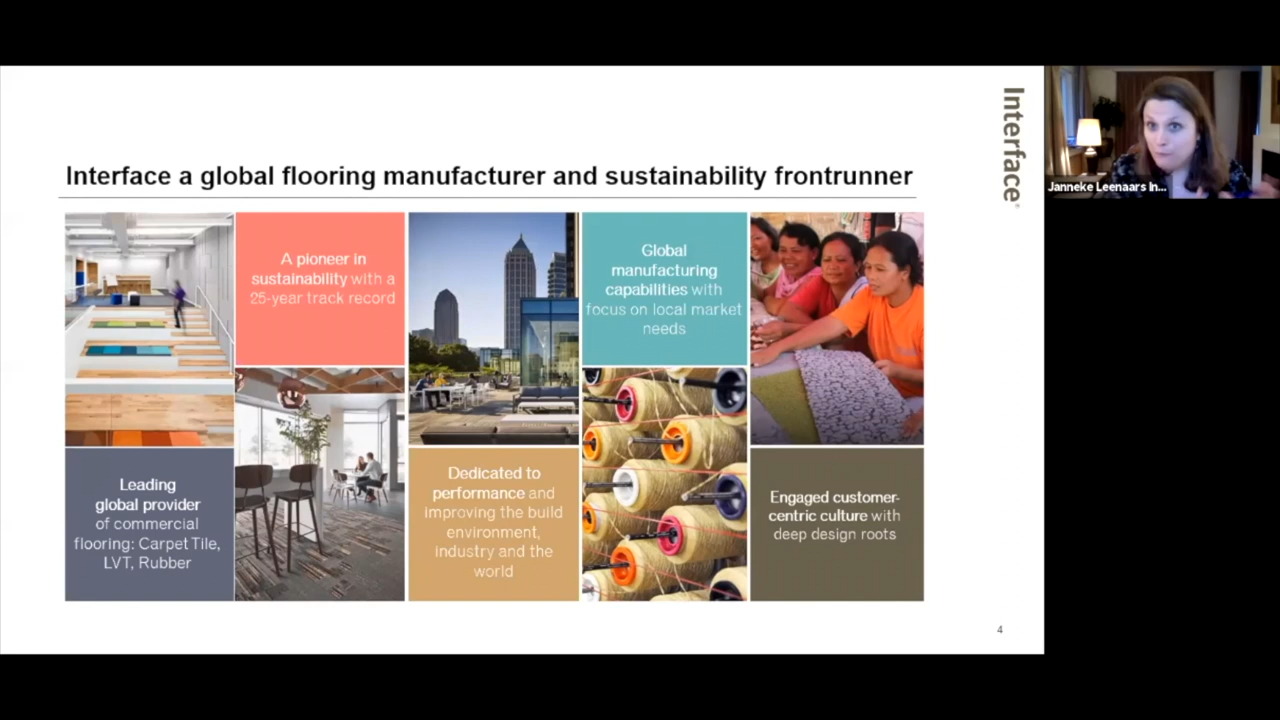 Interface
Janneke Leenaars In...
Interface a global flooring manufacturer and sustainability frontrunner
A pioneer in
sustainability with a
25-year track record
Global
manufacturing
capabilities with
focus on local market
needs
Leading
global provider
of commercial
flooring: Carpet Tile,
LVT, Rubber
Dedicated to
performance and
improving the build
environment,
industry and the
world
Engaged customer-
centric culture with
deep design roots
4